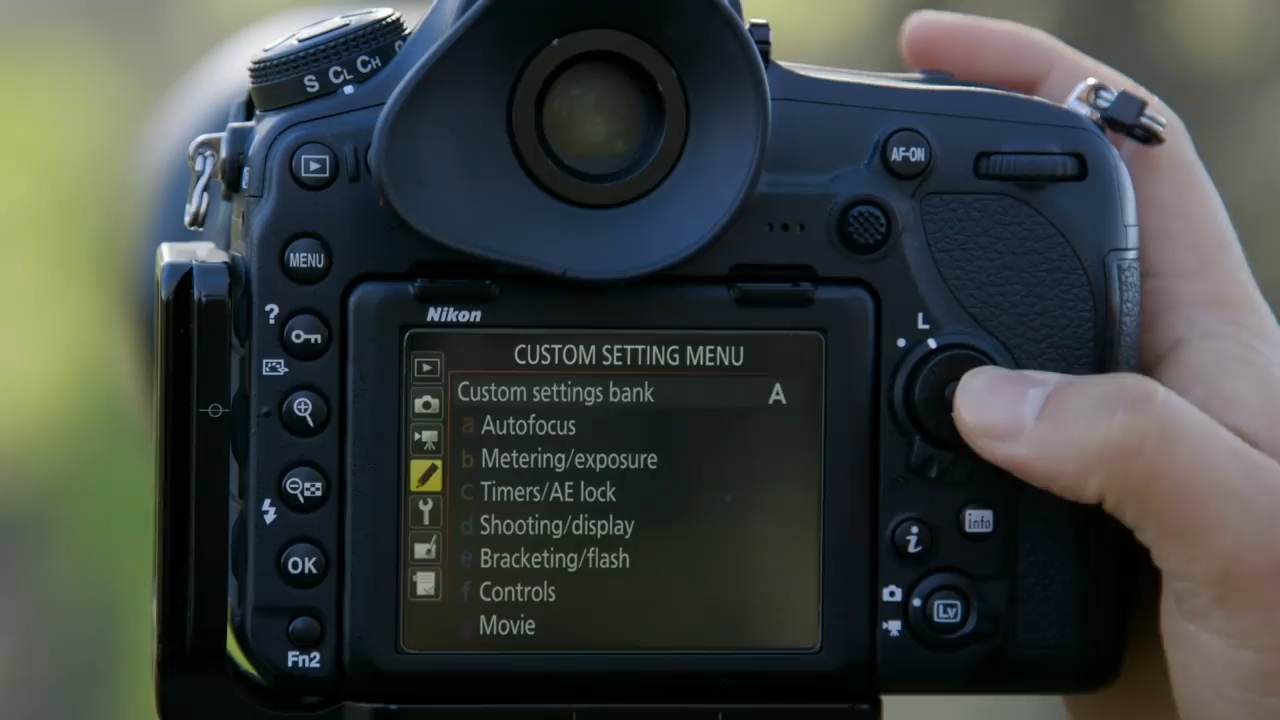 S CL CH
AF-ON
MENU
Nikon
?
L
CUSTOM SETTING MENU
Custom settings bank A
a Autofocus
b Metering/exposure
c Timers/AE lock
d Shooting/display
e Bracketing/flash
f Controls
Movie
info
i
OK
Lv
Fn2